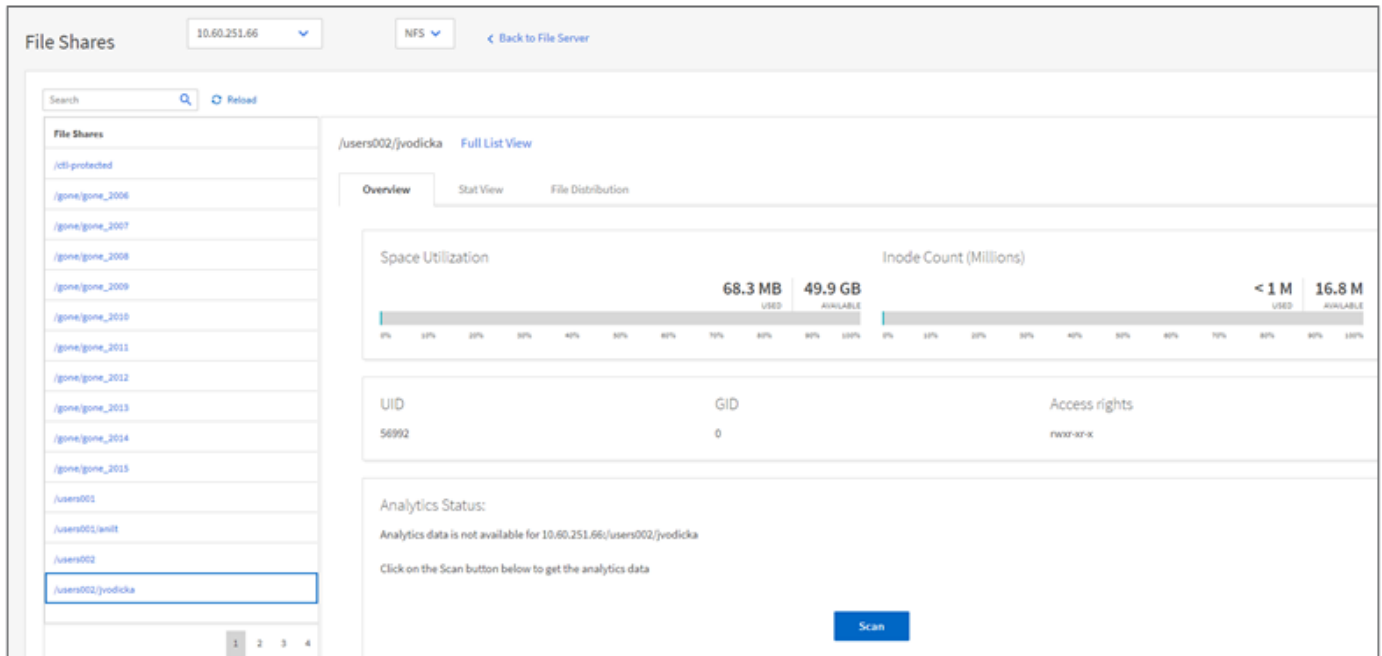 File Shares
10.60.251.66
NFS
Back to File Server
Search
Reload
File Shares
/ctl-protected
/gone/gone_2006
/gone/gone_2007
/gone/gone_2008
/gone/gone_2009
/gone/gone_2010
/gone/gone_2011
/gone/gone_2012
/gone/gone_2013
/gone/gone_2014
/gone/gone_2015
/users001
/users001/anilt
/users002
/users002/jvodicka
1 2 3 4
/users002/jvodicka Full List View
Overview Stat View File Distribution
Space Utilization
68.3 MB 49.9 GB
USED AVAILABLE
0% 10% 20% 30% 40% 50% 60% 70% 80% 90% 100%
Inode Count (Millions)
< 1 M 16.8 M
USED AVAILABLE
0% 10% 20% 30% 40% 50% 60% 70% 80% 90% 100%
UID GID Access rights
56992 0 rwxr-xr-x
Analytics Status:
Analytics data is not available for 10.60.251.66:/users002/jvodicka
Click on the Scan button below to get the analytics data
Scan